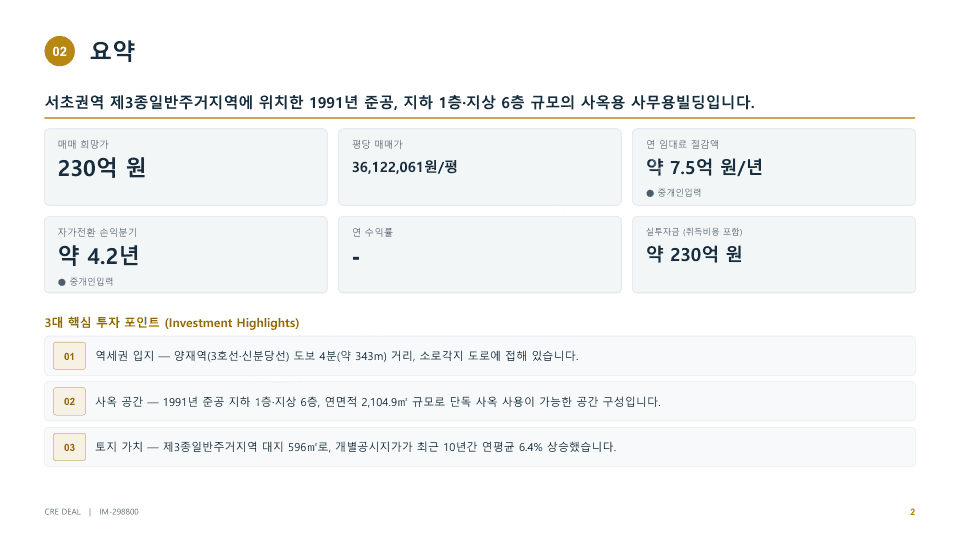 02 요약
서초권역 제3종일반주거지역에 위치한 1991년 준공, 지하 1층·지상 6층 규모의 사옥용 사무용빌딩입니다.
매매 희망가
230억 원
평당 매매가
36,122,061원/평
연 임대료 절감액
약 7.5억 원/년
● 중개인입력
자가전환 손익분기
약 4.2년
● 중개인입력
연 수익률
-
실투자금 (취득비용 포함)
약 230억 원
3대 핵심 투자 포인트 (Investment Highlights)
01 역세권 입지 — 양재역(3호선·신분당선) 도보 4분(약 343m) 거리, 소로각지 도로에 접해 있습니다.
02 사옥 공간 — 1991년 준공 지하 1층·지상 6층, 연면적 2,104.9㎡ 규모로 단독 사옥 사용이 가능한 공간 구성입니다.
03 토지 가치 — 제3종일반주거지역 대지 596㎡로, 개별공시지가가 최근 10년간 연평균 6.4% 상승했습니다.
CRE DEAL | IM-298800
2